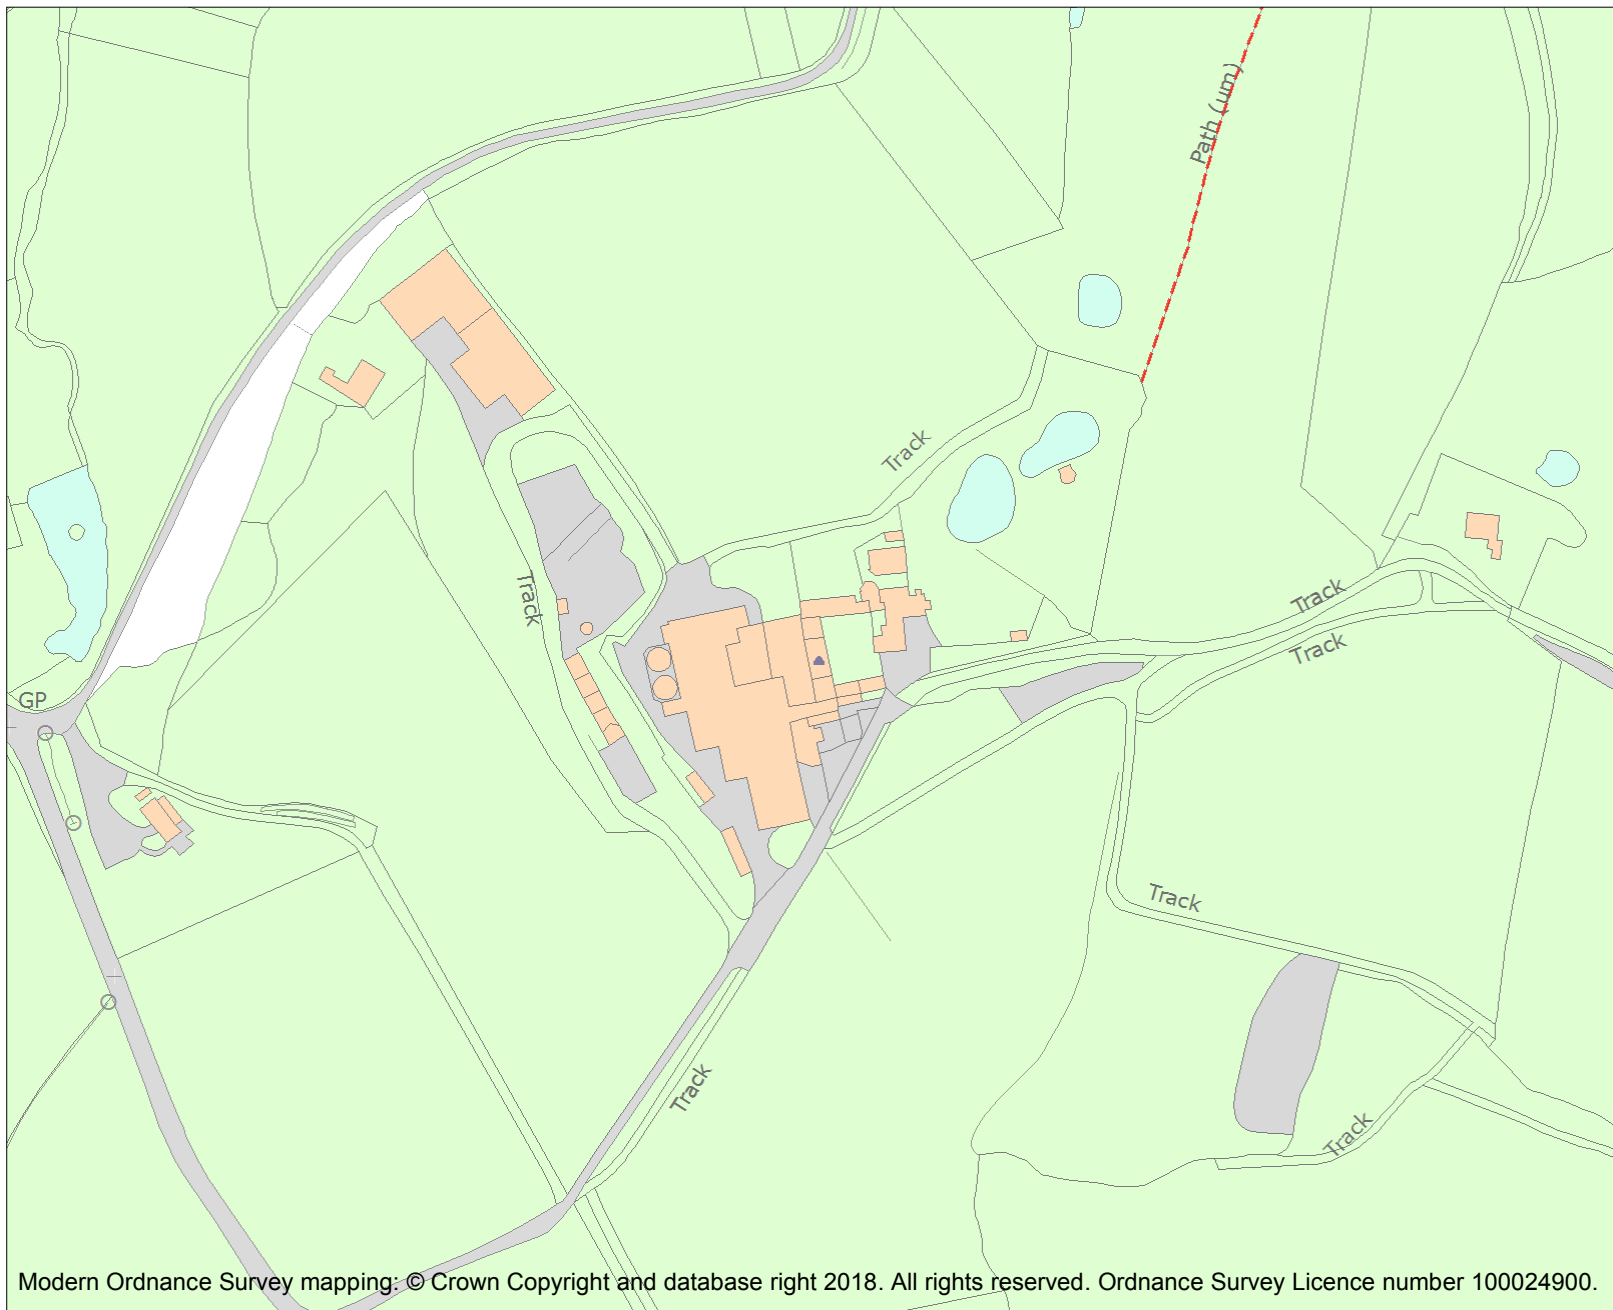 Path (um)
Track
Track
Track
Track
GP
Track
Track
Track
Modern Ordnance Survey mapping: © Crown Copyright and database right 2018. All rights reserved. Ordnance Survey Licence number 100024900.